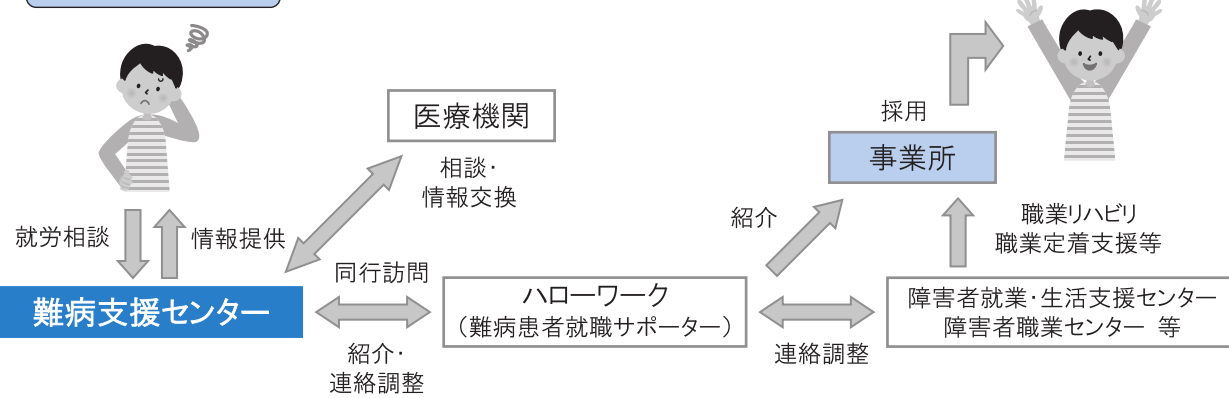 医療機関
相談・
情報交換
就労相談
情報提供
難病支援センター
同行訪問
紹介・
連絡調整
ハローワーク
（難病患者就職サポーター）
紹介
採用
事業所
職業リハビリ
職業定着支援等
連絡調整
障害者就業・生活支援センター
障害者職業センター 等